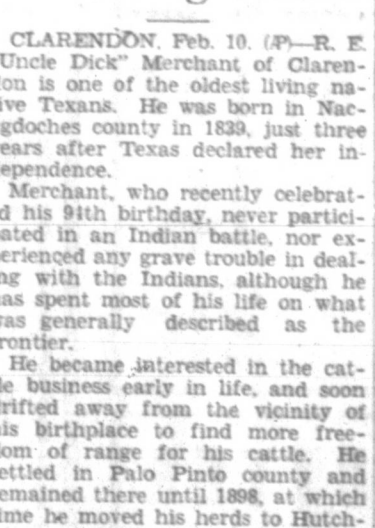 CLARENDON, Feb. 10. (AP)—R. E.
Uncle Dick" Merchant of Claren-
on is one of the oldest living na-
ive Texans. He was born in Nac-
gdoches county in 1839, just three
ears after Texas declared her in-
ependence.
Merchant, who recently celebrat-
d his 94th birthday, never partici-
ated in an Indian battle, nor ex-
erienced any grave trouble in deal-
ng with the Indians, although he
as spent most of his life on what
as generally described as the
rontier.
He became interested in the cat-
le business early in life, and soon
rifted away from the vicinity of
is birthplace to find more free-
om of range for his cattle. He
ettled in Palo Pinto county and
emained there until 1898, at which
ime he moved his herds to Hutch-